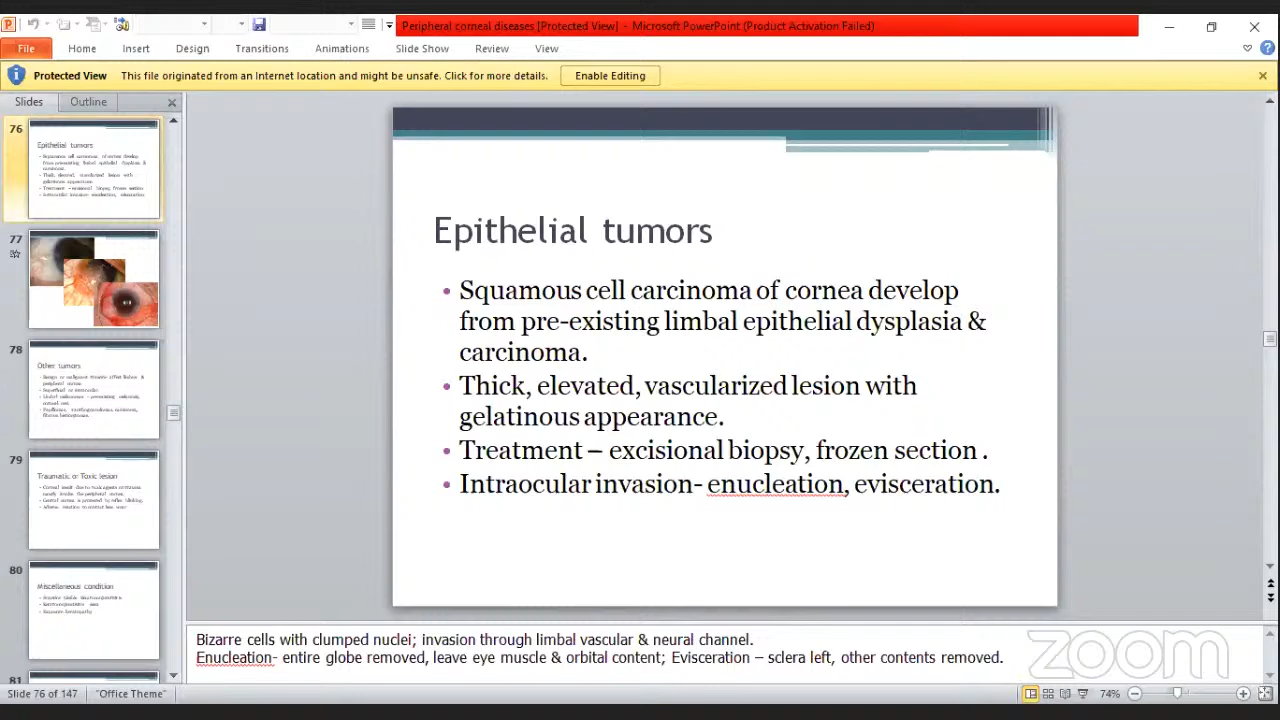 Peripheral corneal diseases [Protected View] - Microsoft PowerPoint (Product Activation Failed)
File Home Insert Design Transitions Animations Slide Show Review View
Protected View This file originated from an Internet location and might be unsafe. Click for more details. Enable Editing
Slides Outline
76
Epithelial tumors
77
78
Other tumors
79
Traumatic or Toxic lesion
80
Miscellaneous condition
81
Epithelial tumors
• Squamous cell carcinoma of cornea develop
from pre-existing limbal epithelial dysplasia &
carcinoma.
• Thick, elevated, vascularized lesion with
gelatinous appearance.
• Treatment – excisional biopsy, frozen section .
• Intraocular invasion- enucleation, evisceration.
Bizarre cells with clumped nuclei; invasion through limbal vascular & neural channel.
Enucleation- entire globe removed, leave eye muscle & orbital content; Evisceration – sclera left, other contents removed.
zoom
Slide 76 of 147 "Office Theme" 74%